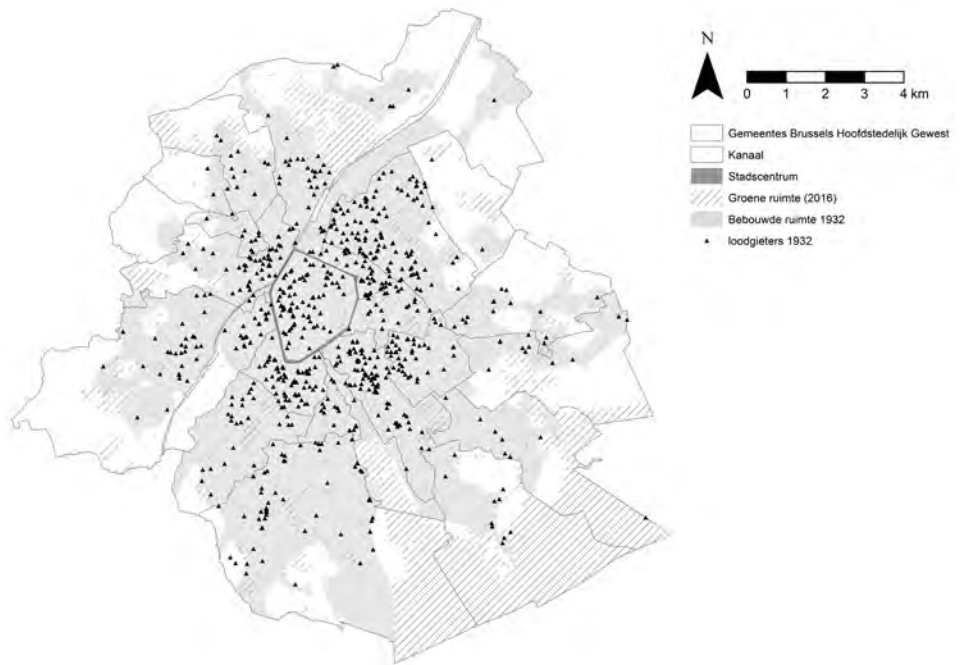 N
0 1 2 3 4 km
Gemeentes Brussels Hoofdstedelijk Gewest
Kanaal
Stadscentrum
Groene ruimte (2016)
Bebouwde ruimte 1932
loodgieters 1932